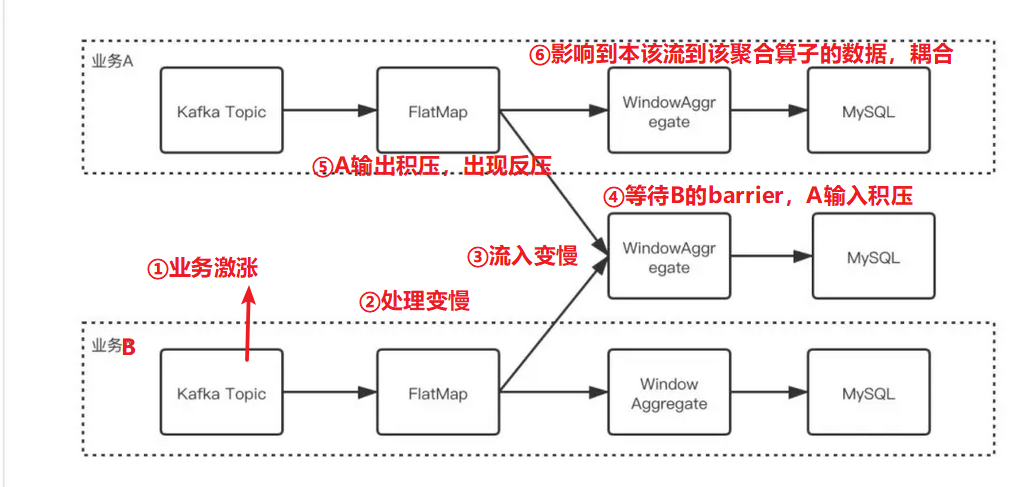 业务A
⑥影响到本该流到该聚合算子的数据，耦合
Kafka Topic
FlatMap
WindowAggr
egate
MySQL
⑤A输出积压，出现反压
④等待B的barrier，A输入积压
①业务激涨
③流入变慢
WindowAggr
egate
MySQL
②处理变慢
业务B
Kafka Topic
FlatMap
Window
Aggregate
MySQL